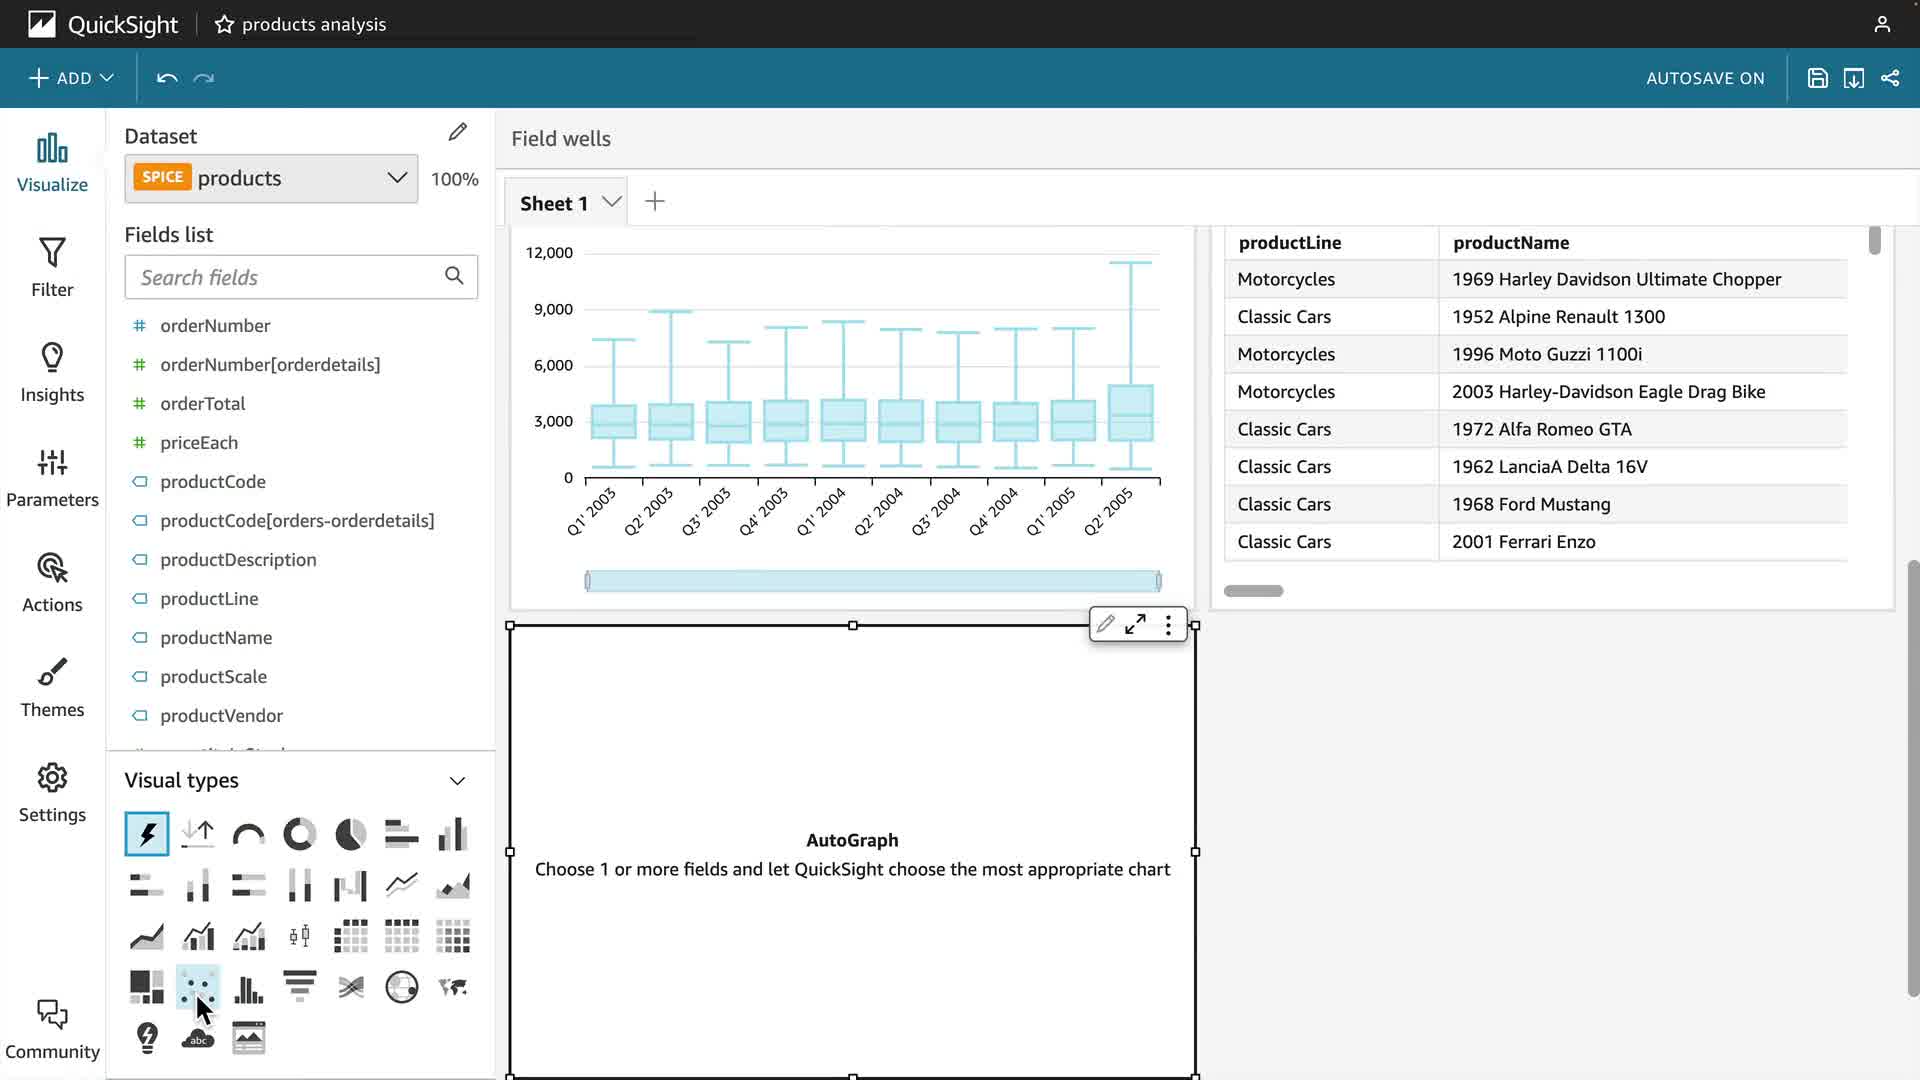 QuickSight
products analysis
ADD
AUTOSAVE ON
Visualize
Filter
Insights
Parameters
Actions
Themes
Settings
Community
Dataset
SPICE products
100%
Fields list
Search fields
orderNumber
orderNumber[orderdetails]
orderTotal
priceEach
productCode
productCode[orders-orderdetails]
productDescription
productLine
productName
productScale
productVendor
Visual types
abc
Field wells
Sheet 1
12,000
9,000
6,000
3,000
0
Q1' 2003
Q2' 2003
Q3' 2003
Q4' 2003
Q1' 2004
Q2' 2004
Q3' 2004
Q4' 2004
Q1' 2005
Q2' 2005
productLine productName
Motorcycles 1969 Harley Davidson Ultimate Chopper
Classic Cars 1952 Alpine Renault 1300
Motorcycles 1996 Moto Guzzi 1100i
Motorcycles 2003 Harley-Davidson Eagle Drag Bike
Classic Cars 1972 Alfa Romeo GTA
Classic Cars 1962 LanciaA Delta 16V
Classic Cars 1968 Ford Mustang
Classic Cars 2001 Ferrari Enzo
AutoGraph
Choose 1 or more fields and let QuickSight choose the most appropriate chart